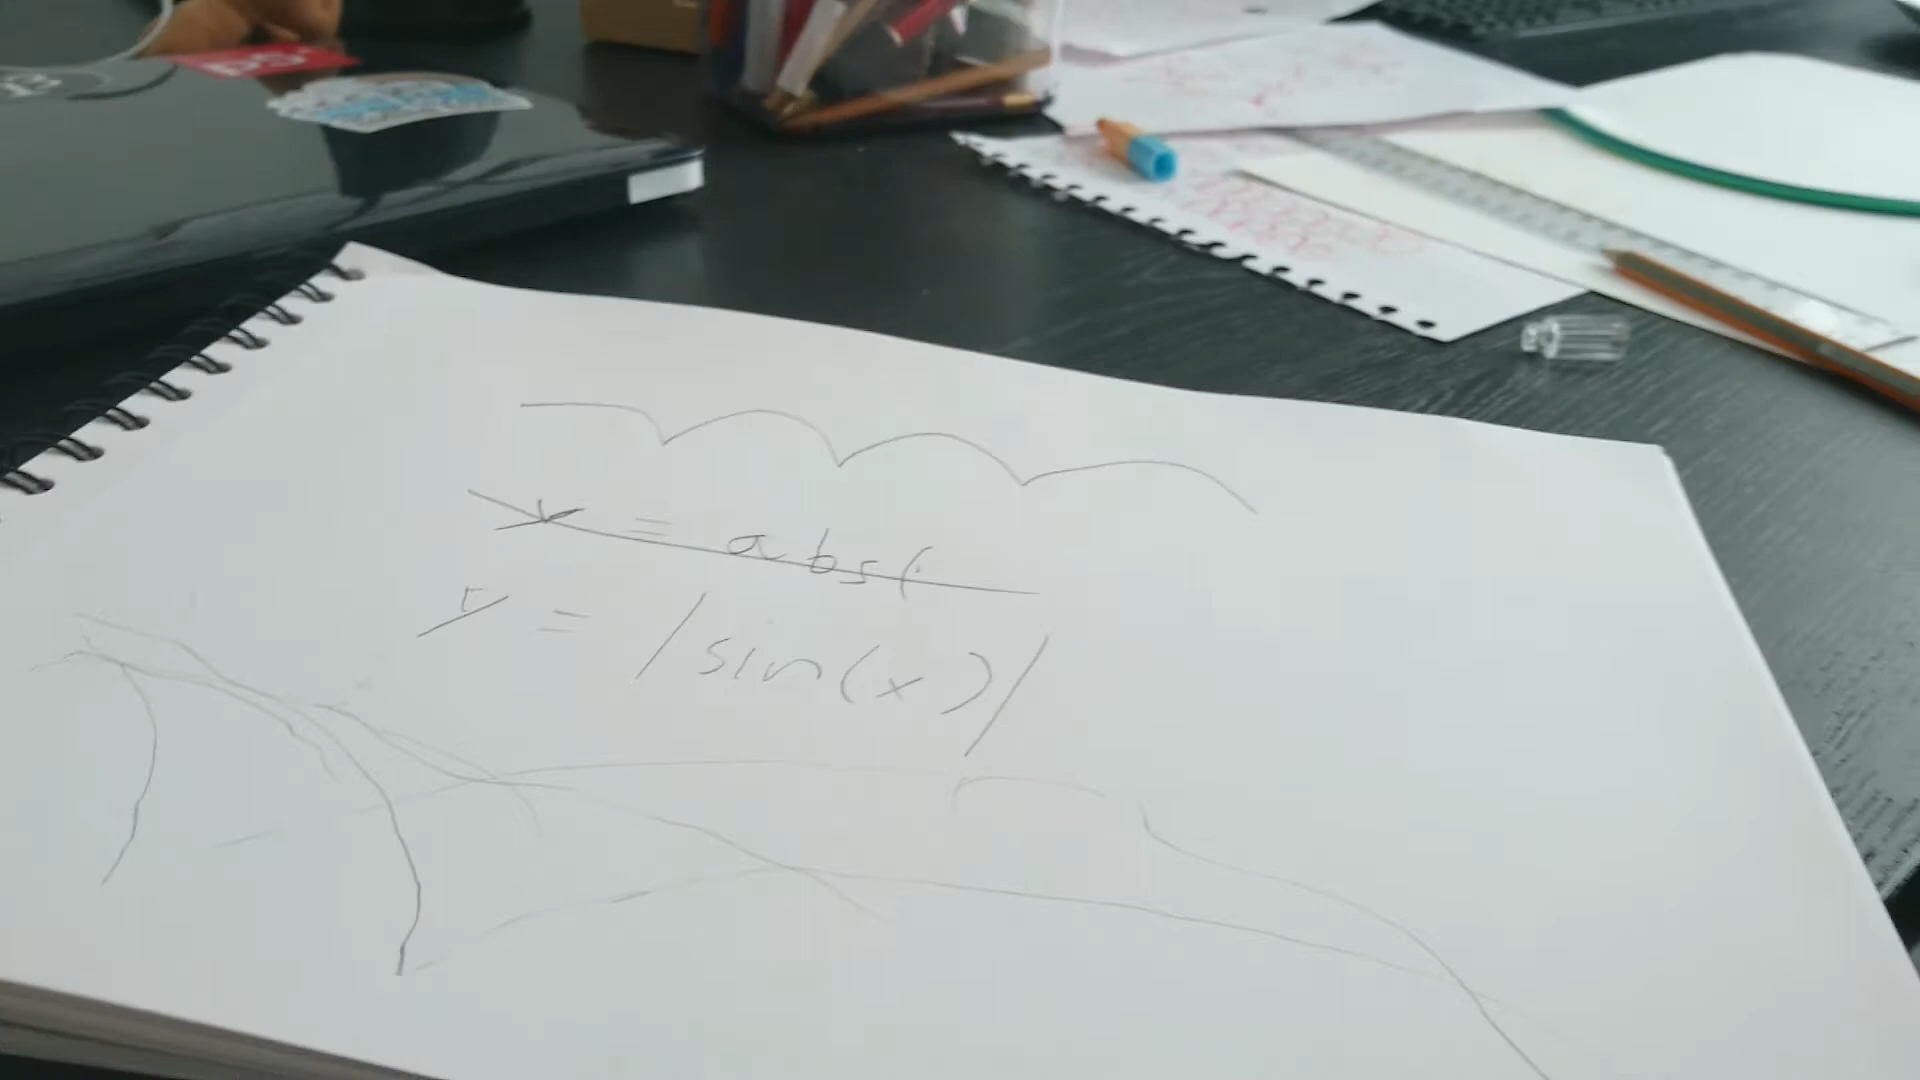 y = abs(
y = |sin(x)|